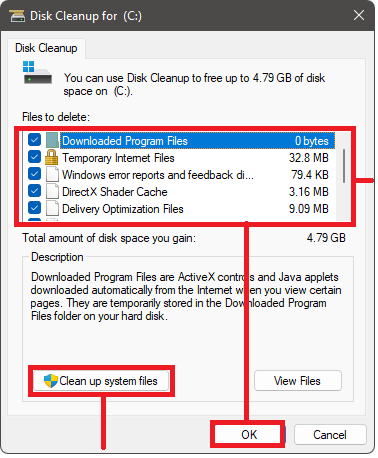 Disk Cleanup for (C:)
Disk Cleanup
You can use Disk Cleanup to free up to 4.79 GB of disk
space on (C:).
Files to delete:
Downloaded Program Files 0 bytes
Temporary Internet Files 32.8 MB
Windows error reports and feedback di... 79.4 KB
DirectX Shader Cache 3.16 MB
Delivery Optimization Files 9.09 MB
Total amount of disk space you gain: 4.79 GB
Description
Downloaded Program Files are ActiveX controls and Java applets
downloaded automatically from the Internet when you view certain
pages. They are temporarily stored in the Downloaded Program
Files folder on your hard disk.
Clean up system files View Files
OK Cancel